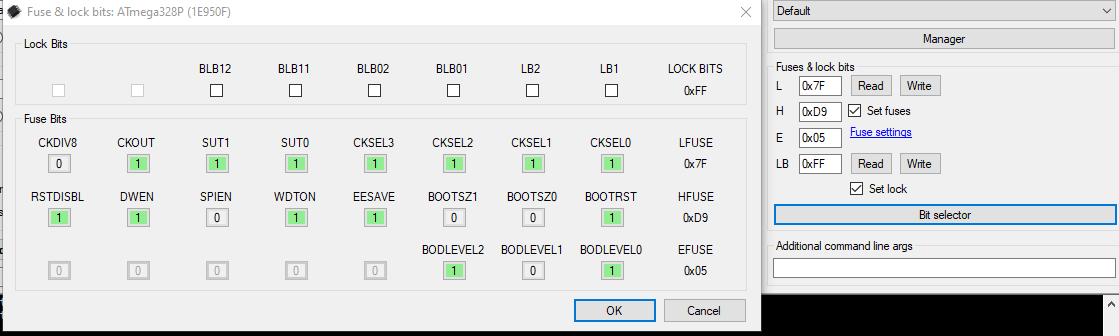 Fuse & lock bits: ATmega328P (1E950F)
Lock Bits
BLB12 BLB11 BLB02 BLB01 LB2 LB1 LOCK BITS
0xFF
Fuse Bits
CKDIV8 CKOUT SUT1 SUT0 CKSEL3 CKSEL2 CKSEL1 CKSEL0 LFUSE
0 1 1 1 1 1 1 1 0x7F
RSTDISBL DWEN SPIEN WDTON EESAVE BOOTSZ1 BOOTSZ0 BOOTRST HFUSE
1 1 0 1 1 0 0 1 0xD9
BODLEVEL2 BODLEVEL1 BODLEVEL0 EFUSE
0 0 0 0 0 1 0 1 0x05
OK Cancel
Default
Manager
Fuses & lock bits
L 0x7F Read Write
H 0xD9 Set fuses
E 0x05 Fuse settings
LB 0xFF Read Write
Set lock
Bit selector
Additional command line args